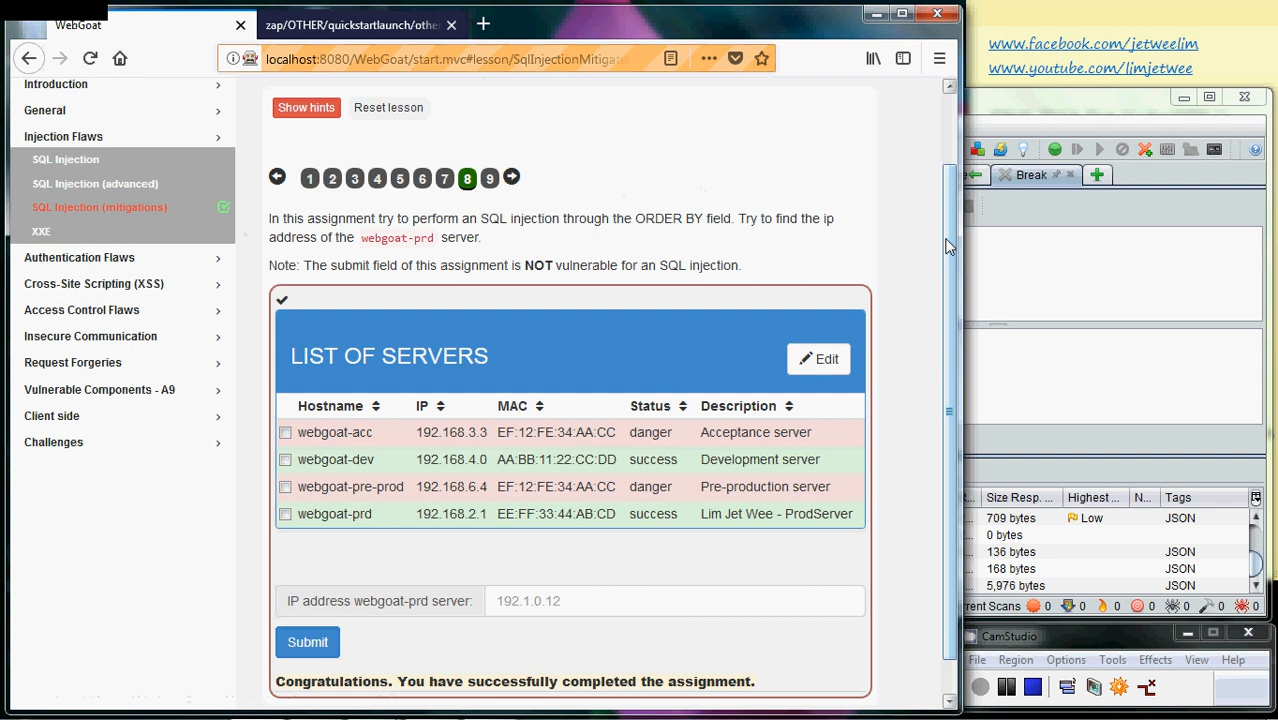 WebGoat
zap/OTHER/quickstartlaunch/othe
localhost:8080/WebGoat/start.mvc#lesson/SqlInjectionMitiga
www.facebook.com/jetweelim
www.youtube.com/limjetwee
Introduction
General
Injection Flaws
SQL Injection
SQL Injection (advanced)
SQL Injection (mitigations)
XXE
Authentication Flaws
Cross-Site Scripting (XSS)
Access Control Flaws
Insecure Communication
Request Forgeries
Vulnerable Components - A9
Client side
Challenges
Show hints
Reset lesson
1 2 3 4 5 6 7 8 9
In this assignment try to perform an SQL injection through the ORDER BY field. Try to find the ip
address of the webgoat-prd server.
Note: The submit field of this assignment is NOT vulnerable for an SQL injection.
LIST OF SERVERS
Edit
Hostname IP MAC Status Description
webgoat-acc 192.168.3.3 EF:12:FE:34:AA:CC danger Acceptance server
webgoat-dev 192.168.4.0 AA:BB:11:22:CC:DD success Development server
webgoat-pre-prod 192.168.6.4 EF:12:FE:34:AA:CC danger Pre-production server
webgoat-prd 192.168.2.1 EE:FF:33:44:AB:CD success Lim Jet Wee - ProdServer
IP address webgoat-prd server: 192.1.0.12
Submit
Congratulations. You have successfully completed the assignment.
Break
Size Resp. ... Highest ... N... Tags
709 bytes Low JSON
0 bytes
136 bytes JSON
168 bytes JSON
5,976 bytes JSON
rent Scans 0 0 0 0 0 0 0
CamStudio
File Region Options Tools Effects View Help